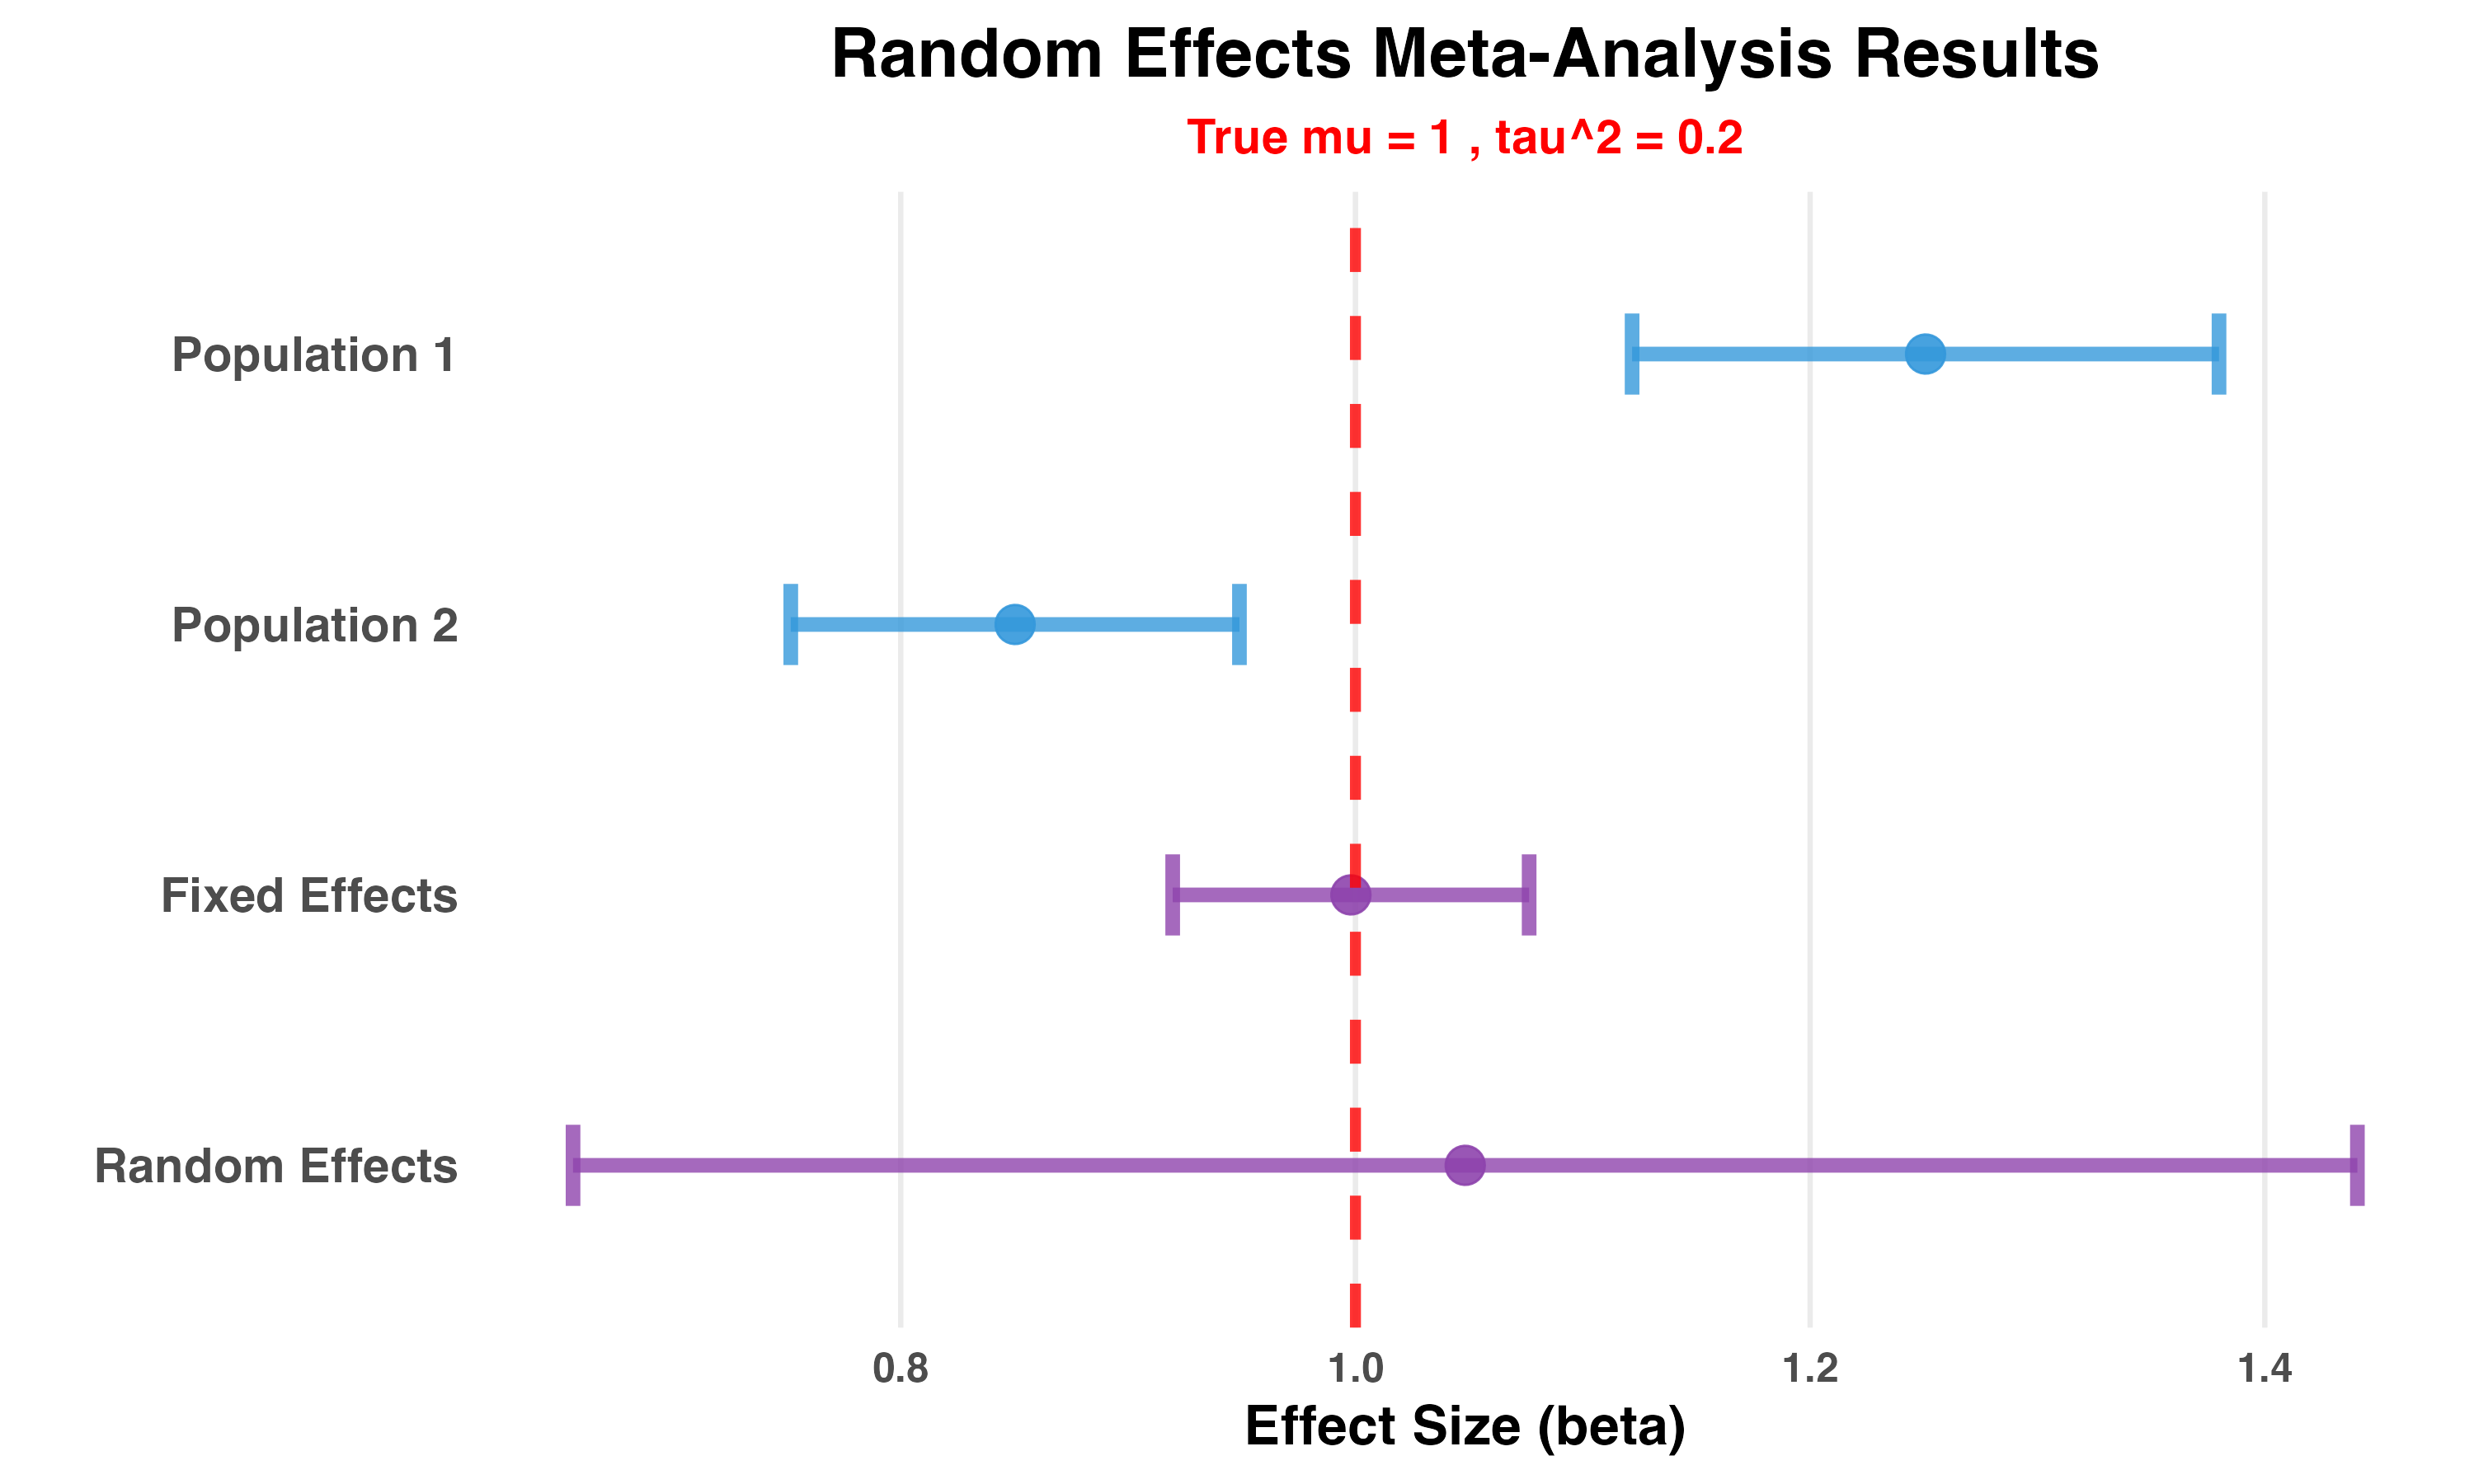 Random Effects Meta-Analysis Results
True mu = 1 , tau^2 = 0.2
Population 1
Population 2
Fixed Effects
Random Effects
0.8 1.0 1.2 1.4
Effect Size (beta)